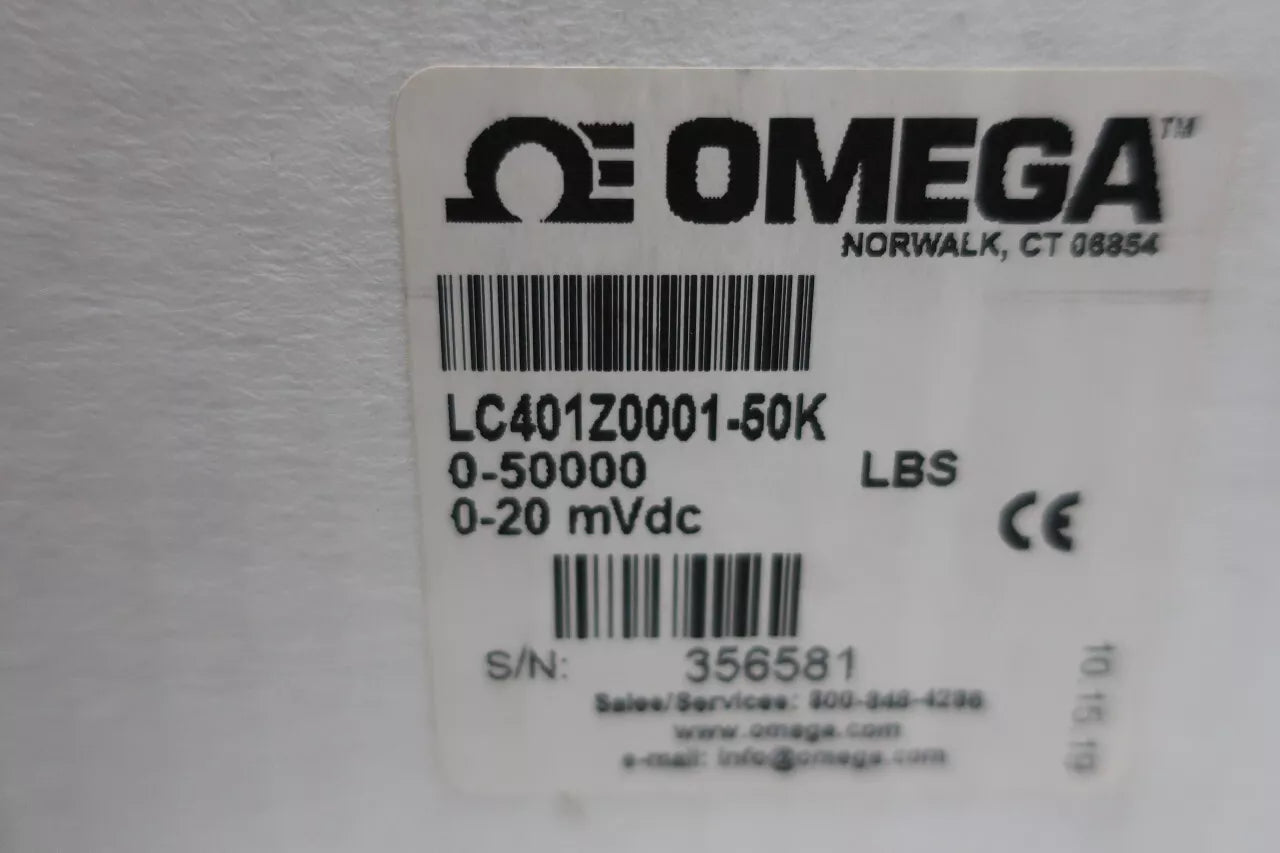 OMEGA™
NORWALK, CT 06854
LC401Z0001-50K
0-50000 LBS
0-20 mVdc
CE
S/N: 356581
Sales/Services: 800-848-4286
www.omega.com
e-mail: info@omega.com
10.15.19